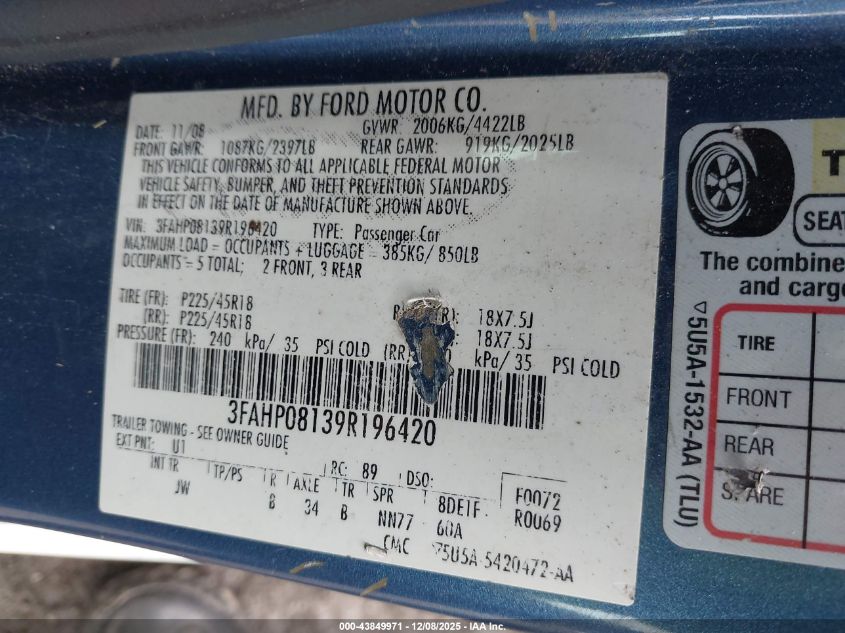 MFD. BY FORD MOTOR CO.
DATE: 11/08 GVWR: 2006KG/4422LB
FRONT GAWR: 1087KG/2397LB REAR GAWR: 919KG/2025LB
THIS VEHICLE CONFORMS TO ALL APPLICABLE FEDERAL MOTOR
VEHICLE SAFETY, BUMPER, AND THEFT PREVENTION STANDARDS
IN EFFECT ON THE DATE OF MANUFACTURE SHOWN ABOVE.
VIN: 3FAHP08139R196420 TYPE: Passenger Car
MAXIMUM LOAD = OCCUPANTS + LUGGAGE = 385KG/ 850LB
OCCUPANTS = 5 TOTAL; 2 FRONT, 3 REAR
TIRE (FR): P225/45R18 18X7.5J
(RR): P225/45R18 18X7.5J
PRESSURE (FR): 240 kPa/ 35 PSI COLD (RR) kPa/ 35 PSI COLD
3FAHP08139R196420
TRAILER TOWING - SEE OWNER GUIDE
EXT PNT: U1 RC: 89 DSO:
INT TR TP/PS R AXLE TR SPR 8DE1F F0072
JW 8 34 B NN77 60A R0069
CMC 5U5A-5420472-AA
SEAT
The combine
and cargo
TIRE
FRONT
REAR
5U5A-1532-AA (TLU)
000-43849971 - 12/08/2025 - IAA Inc.